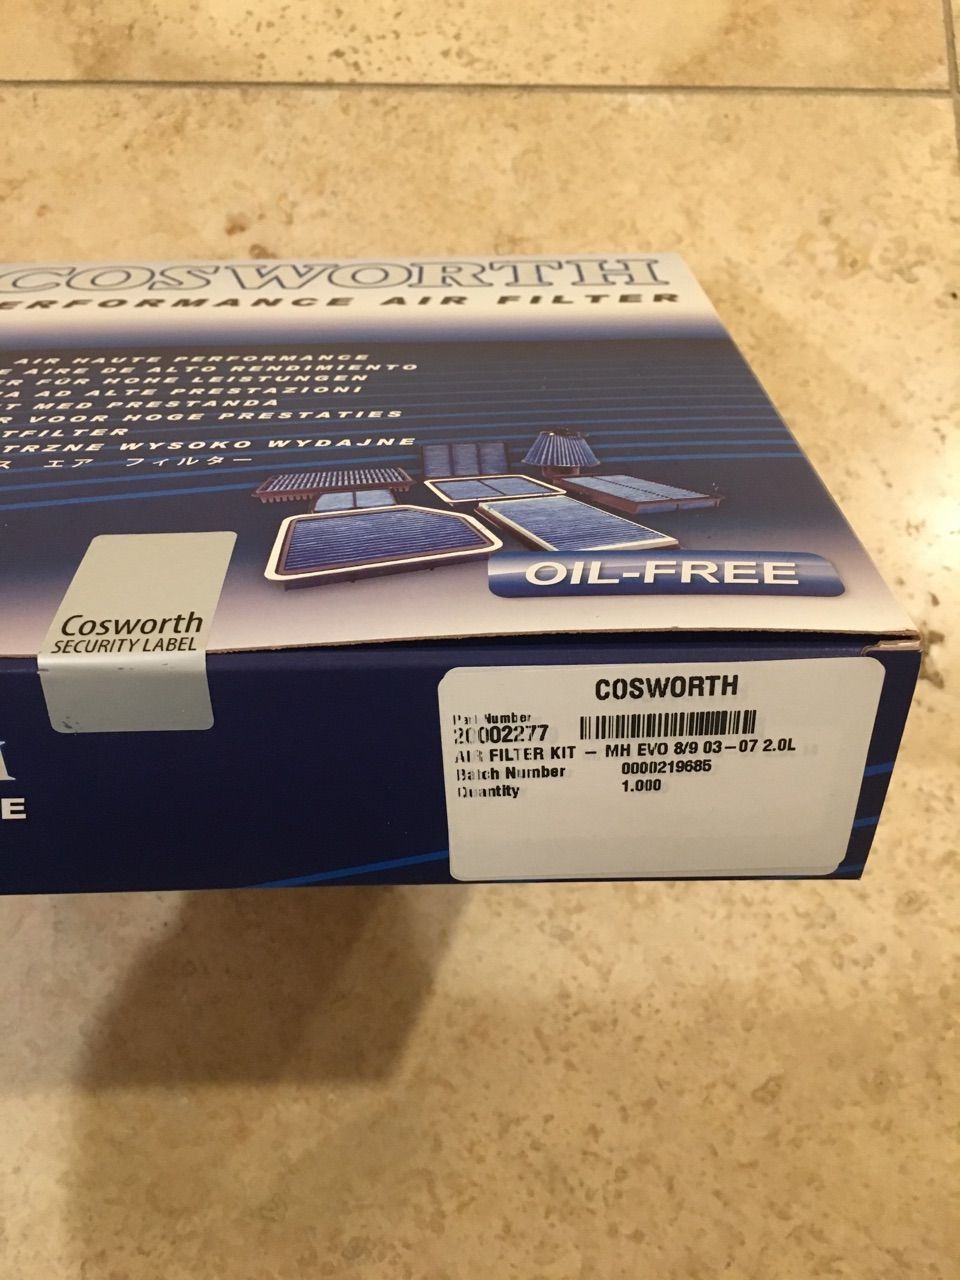 COSWORTH
ERFORMANCE AIR FILTER
AIR HAUTE PERFORMANCE
E AIRE DE ALTO RENDIMIENTO
R FÜR HOHE LEISTUNGEN
A AD ALTE PRESTAZIONI
T MED PRESTANDA
R VOOR HOGE PRESTATIES
TFILTER
TRZNE WYSOKO WYDAJNE
ス エア フィルター
OIL-FREE
Cosworth
SECURITY LABEL
E
COSWORTH
Part Number
20002277
AIR FILTER KIT - MH EVO 8/9 03-07 2.0L
Batch Number 0000219685
Quantity 1.000